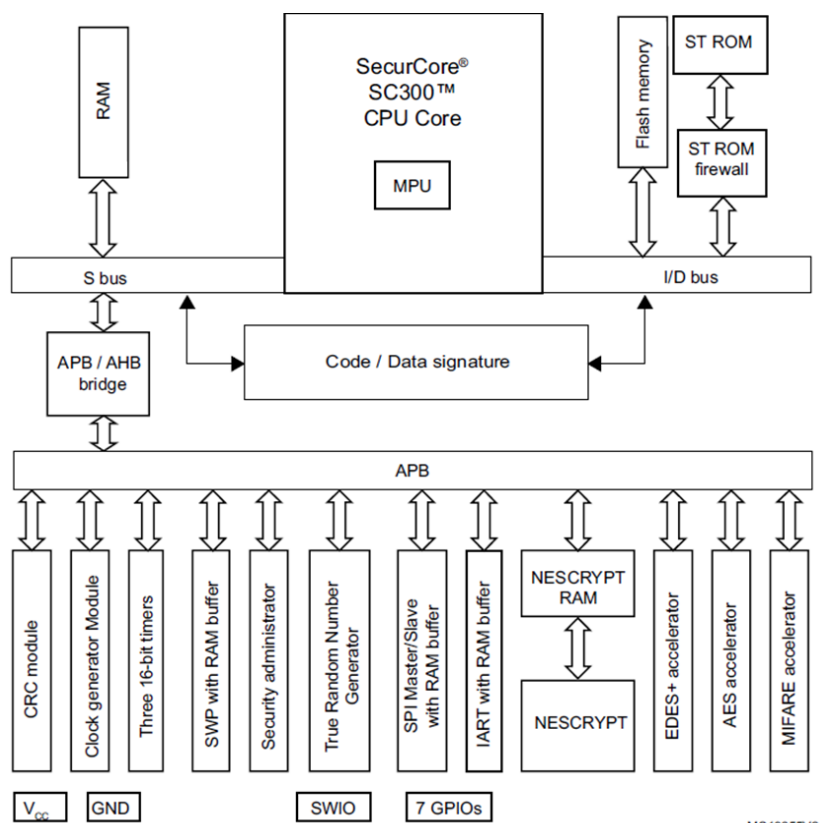 RAM
SecurCore®
SC300™
CPU Core
MPU
Flash memory
ST ROM
ST ROM
firewall
S bus
I/D bus
APB / AHB
bridge
Code / Data signature
APB
CRC module
Clock generator Module
Three 16-bit timers
SWP with RAM buffer
Security administrator
True Random Number
Generator
SPI Master/Slave
with RAM buffer
IART with RAM buffer
NESCRYPT
RAM
NESCRYPT
EDES+ accelerator
AES accelerator
MIFARE accelerator
VCC
GND
SWIO
7 GPIOs